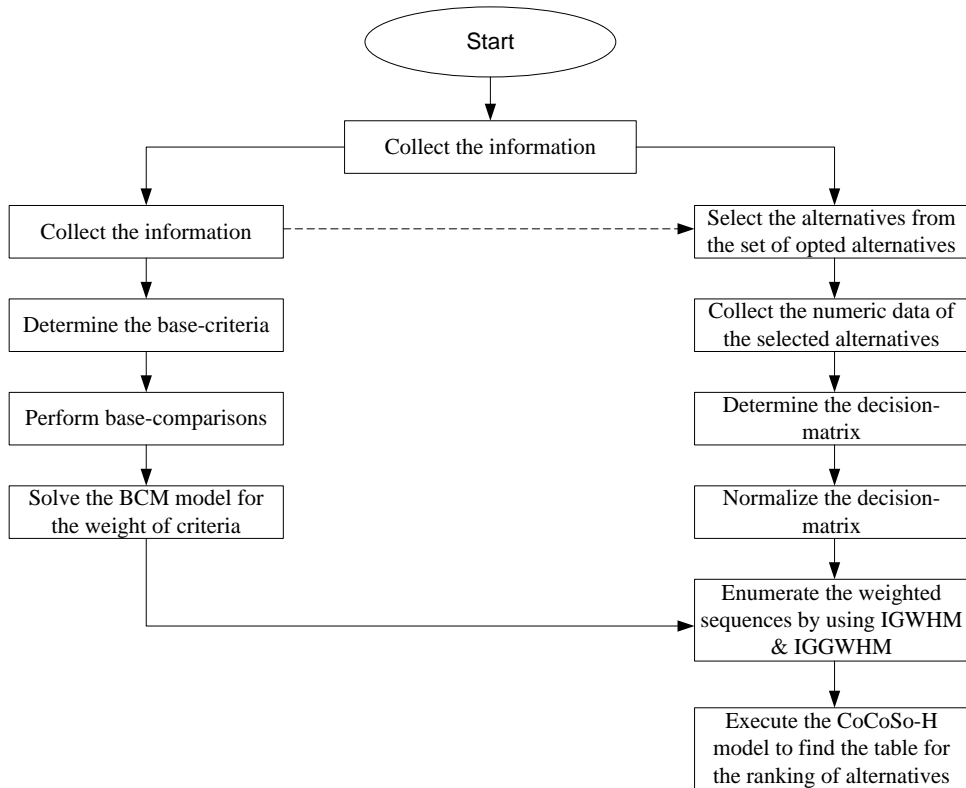 Start
Collect the information
Collect the information
Determine the base-criteria
Perform base-comparisons
Solve the BCM model for
the weight of criteria
Select the alternatives from
the set of opted alternatives
Collect the numeric data of
the selected alternatives
Determine the decision-
matrix
Normalize the decision-
matrix
Enumerate the weighted
sequences by using IGWHM
& IGGWHM
Execute the CoCoSo-H
model to find the table for
the ranking of alternatives